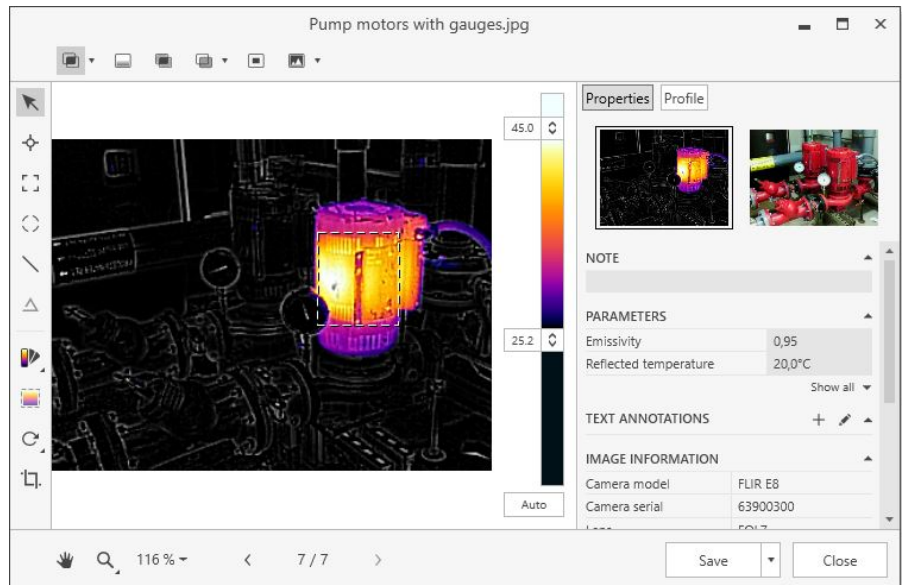 Pump motors with gauges.jpg
Properties Profile
45.0
NOTE
PARAMETERS
Emissivity 0,95
25.2
Reflected temperature 20,0°C
Show all
TEXT ANNOTATIONS
IMAGE INFORMATION
Camera model FLIR E8
Auto
Camera serial 63900300
116 % 7 / 7 Save Close